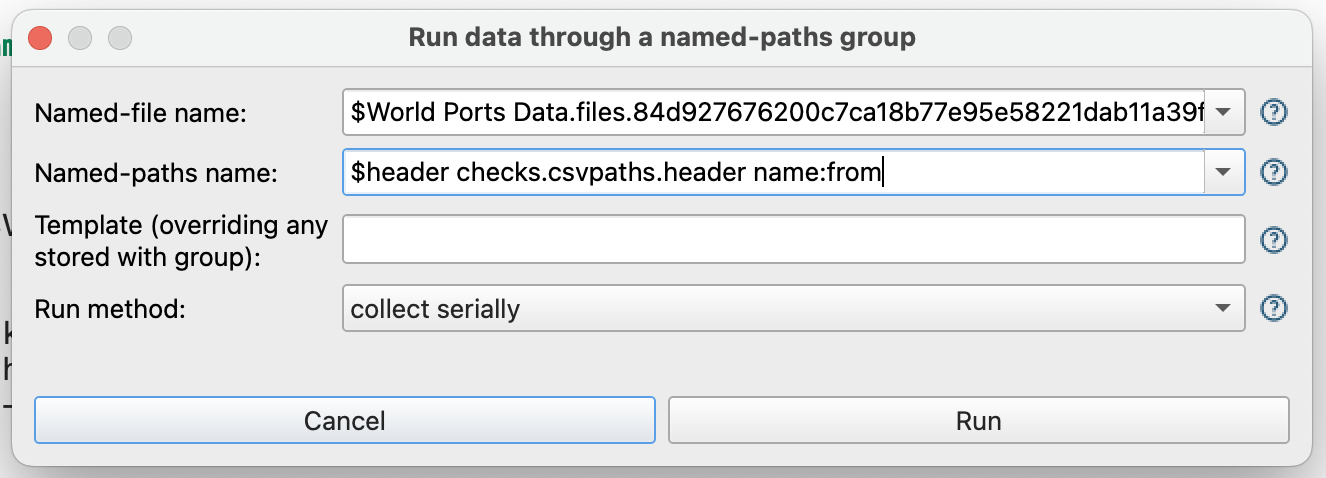 Run data through a named-paths group
Named-file name:
$World Ports Data.files.84d927676200c7ca18b77e95e58221dab11a39f
Named-paths name:
$header checks.csvpaths.header name:from
Template (overriding any
stored with group):
Run method:
collect serially
Cancel
Run